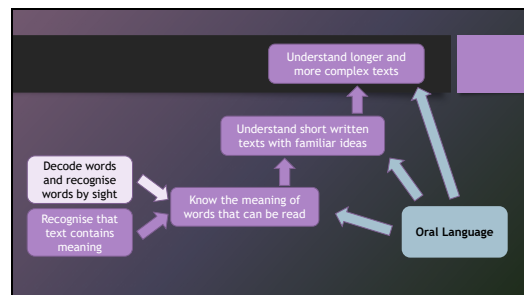 Understand longer and
more complex texts
Understand short written
texts with familiar ideas
Decode words
and recognise
words by sight
Know the meaning of
words that can be read
Recognise that
text contains
meaning
Oral Language